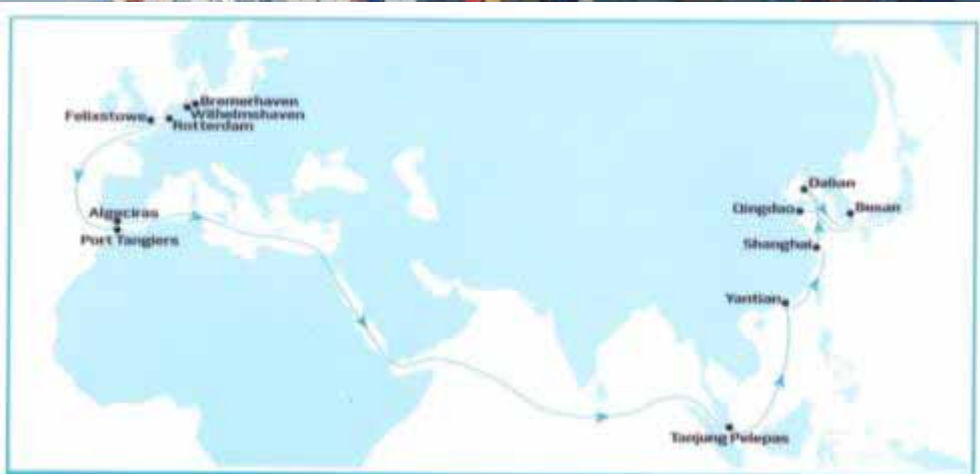 Bremerhaven
Wilhelmshaven
Felixstowe
Rotterdam
Algeciras
Port Tangiers
Dalian
Qingdao
Busan
Shanghai
Yantian
Tanjung Pelepas